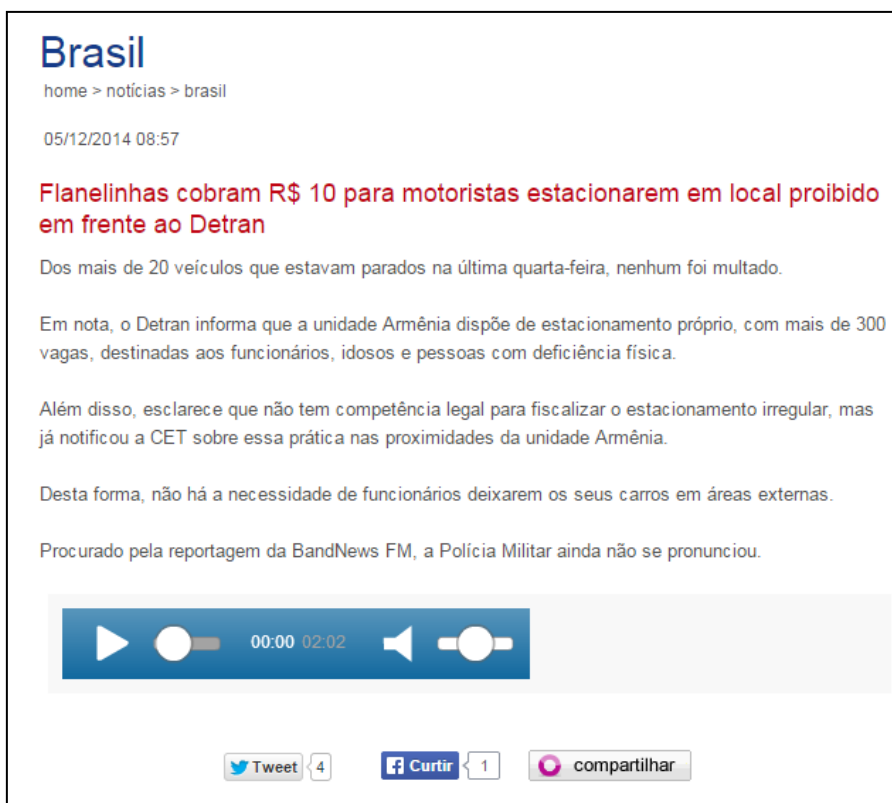 Brasil
home > notícias > brasil
05/12/2014 08:57
Flanelinhas cobram R$ 10 para motoristas estacionarem em local proibido
em frente ao Detran
Dos mais de 20 veículos que estavam parados na última quarta-feira, nenhum foi multado.
Em nota, o Detran informa que a unidade Armênia dispõe de estacionamento próprio, com mais de 300
vagas, destinadas aos funcionários, idosos e pessoas com deficiência física.
Além disso, esclarece que não tem competência legal para fiscalizar o estacionamento irregular, mas
já notificou a CET sobre essa prática nas proximidades da unidade Armênia.
Desta forma, não há a necessidade de funcionários deixarem os seus carros em áreas externas.
Procurado pela reportagem da BandNews FM, a Polícia Militar ainda não se pronunciou.
00:00 02:02
Tweet 4 Curtir 1 compartilhar